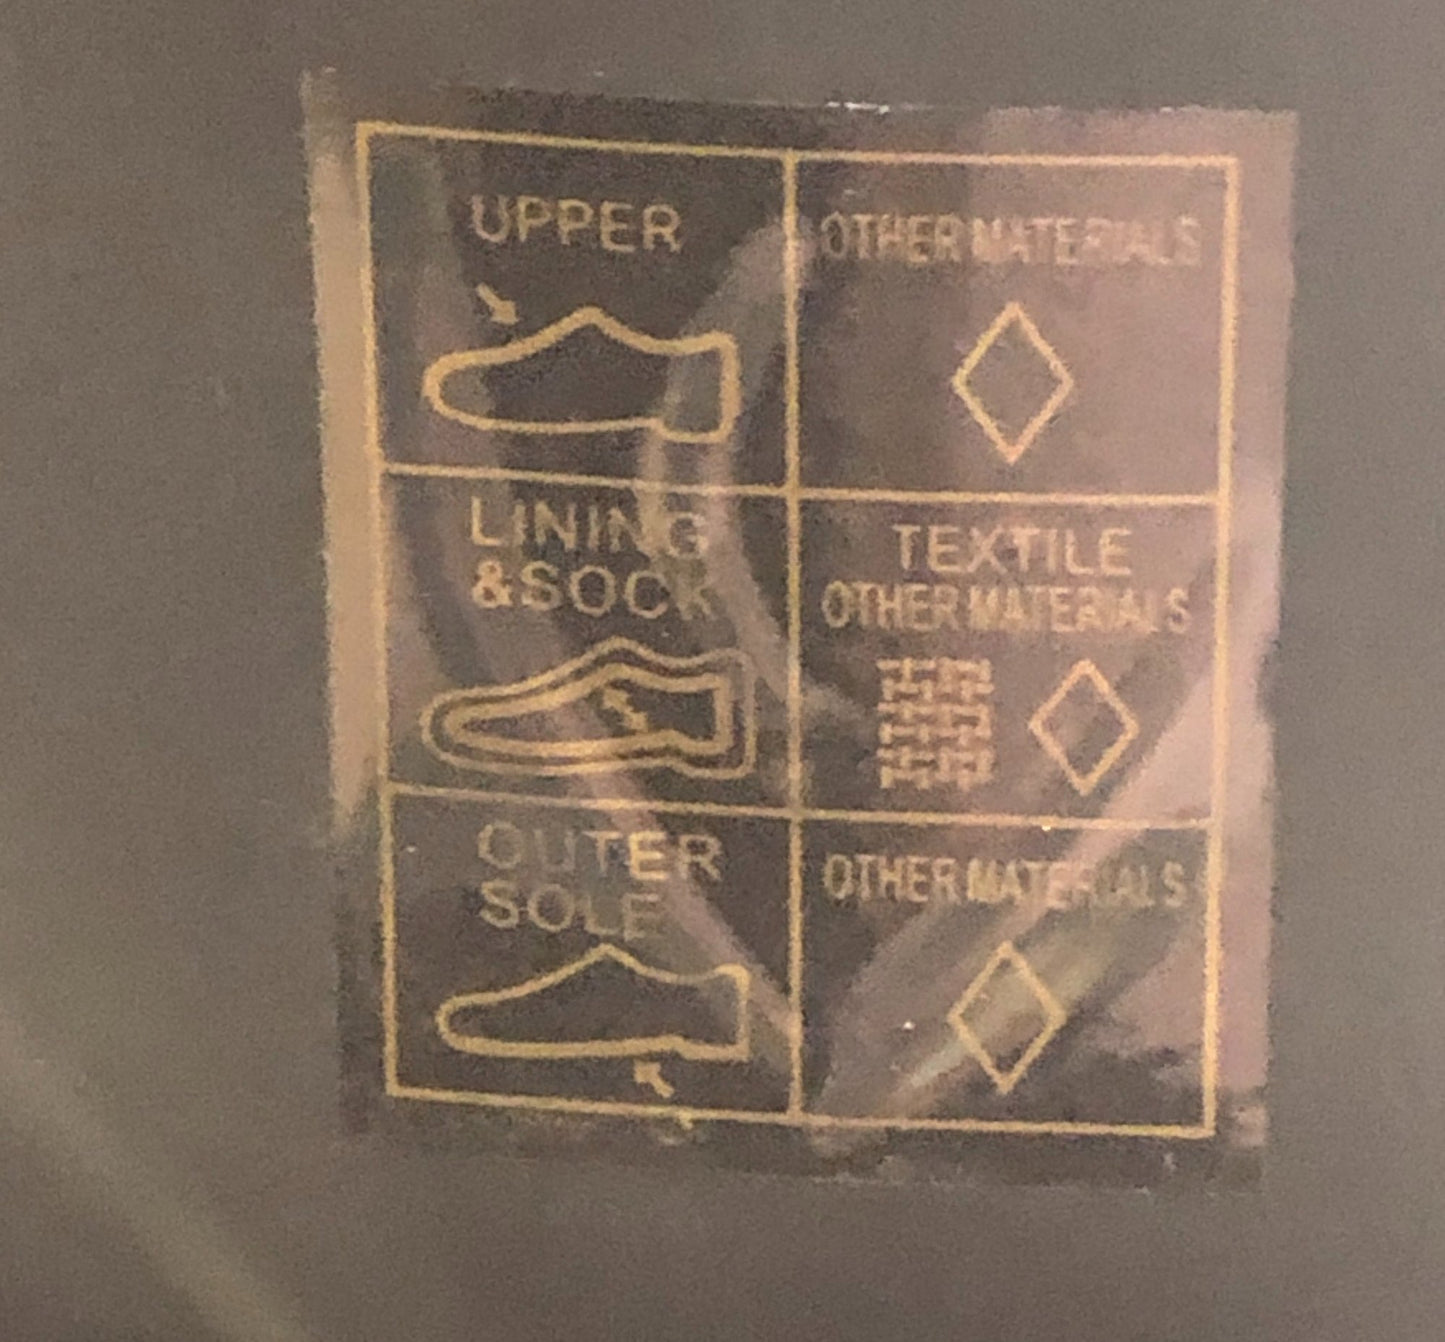 UPPER
OTHER MATERIALS
LINING
&SOCK
TEXTILE
OTHER MATERIALS
OUTER
SOLE
OTHER MATERIALS